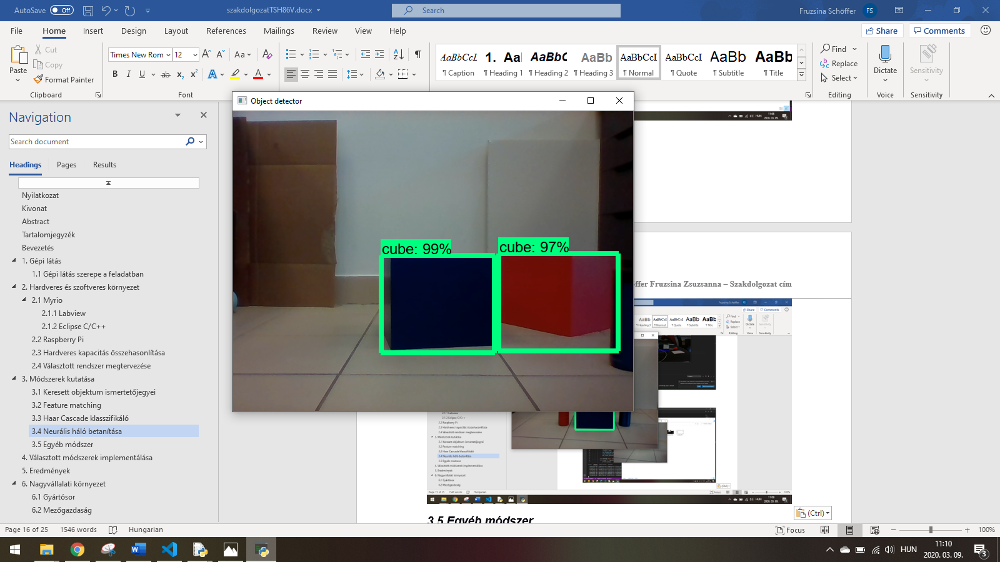 AutoSave Off szakdolgozatTSH86V.docx Search Fruzsina Schöffer FS
File Home Insert Design Layout References Mailings Review View Help Share Comments
Paste Cut Copy Format Painter
Clipboard
Times New Rom 12
Font
AaBbCcI Caption
1. Aa Heading 1
AaBbC Heading 2
AaBb Heading 3
AaBbCcI Normal
AaBbCcI Quote
AaBb Subtitle
AaBb Title
Find
Replace
Select
Editing
Dictate
Voice
Sensitivity
Sensitivity
Navigation
Search document
Headings Pages Results
Nyilatkozat
Kivonat
Abstract
Tartalomjegyzék
Bevezetés
1. Gépi látás
1.1 Gépi látás szerepe a feladatban
2. Hardveres és szoftveres környezet
2.1 Myrio
2.1.1 Labview
2.1.2 Eclipse C/C++
2.2 Raspberry Pi
2.3 Hardveres kapacitás összehasonlítása
2.4 Választott rendszer megtervezése
3. Módszerek kutatása
3.1 Keresett objektum ismertetőjegyei
3.2 Feature matching
3.3 Haar Cascade klasszifikáló
3.4 Neurális háló betanítása
3.5 Egyéb módszer
4. Választott módszerek implementálása
5. Eredmények
6. Nagyvállalati környezet
6.1 Gyártósor
6.2 Mezőgazdaság
Object detector
cube: 99%
cube: 97%
ffer Fruzsina Zsuzsanna – Szakdolgozat cím
3.5 Egyéb módszer
(Ctrl)
Page 16 of 25 1546 words Hungarian Focus 100%
HUN 11:10
2020. 03. 09.
3